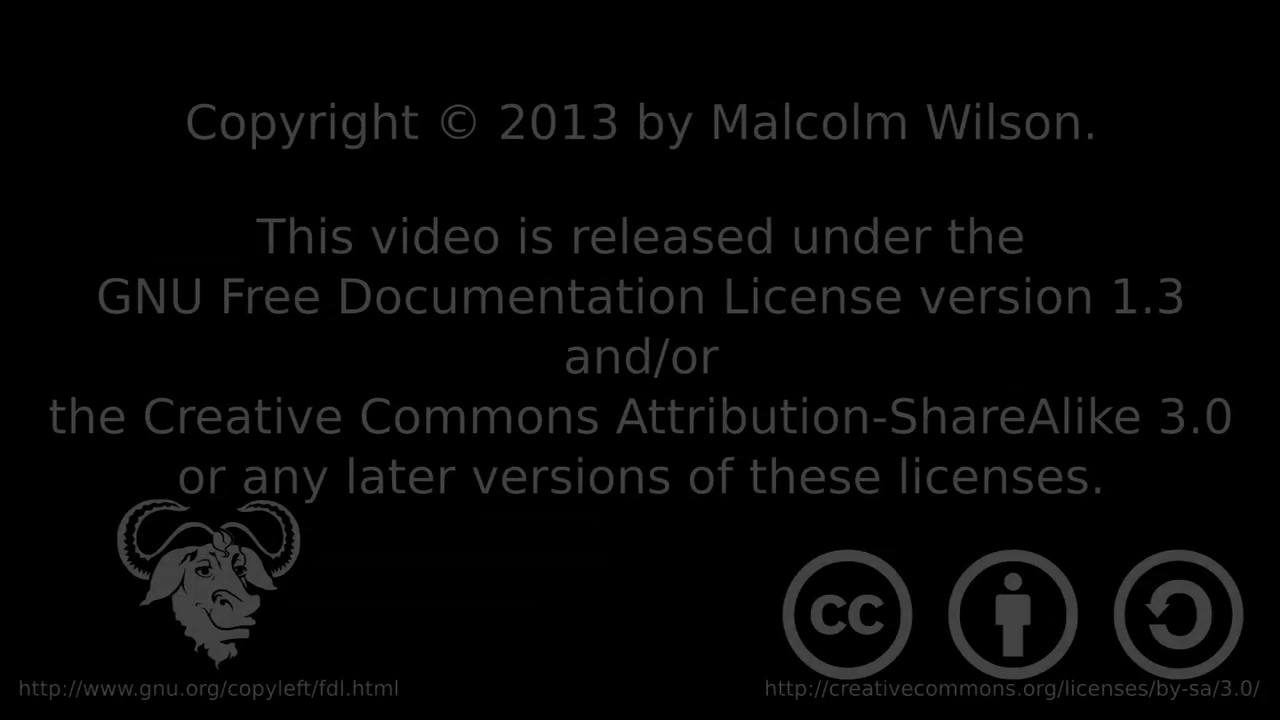 Copyright © 2013 by Malcolm Wilson.
This video is released under the
GNU Free Documentation License version 1.3
and/or
the Creative Commons Attribution-ShareAlike 3.0
or any later versions of these licenses.
cc
http://www.gnu.org/copyleft/fdl.html
http://creativecommons.org/licenses/by-sa/3.0/